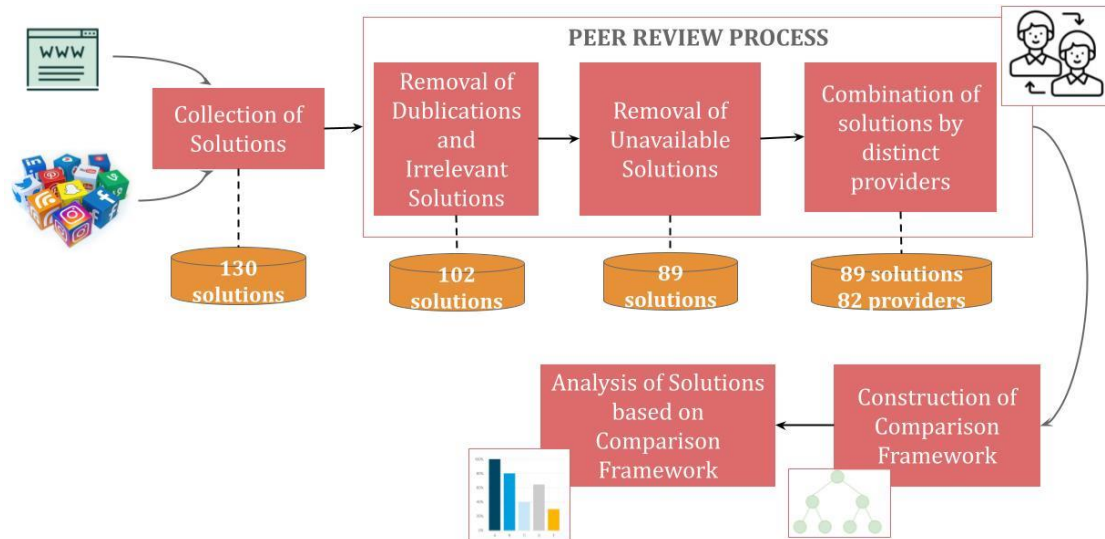 WWW
PEER REVIEW PROCESS
Collection of
Solutions
Removal of
Dublications
and
Irrelevant
Solutions
Removal of
Unavailable
Solutions
Combination of
solutions by
distinct
providers
130
solutions
102
solutions
89
solutions
89 solutions
82 providers
Analysis of Solutions
based on
Comparison
Framework
Construction of
Comparison
Framework